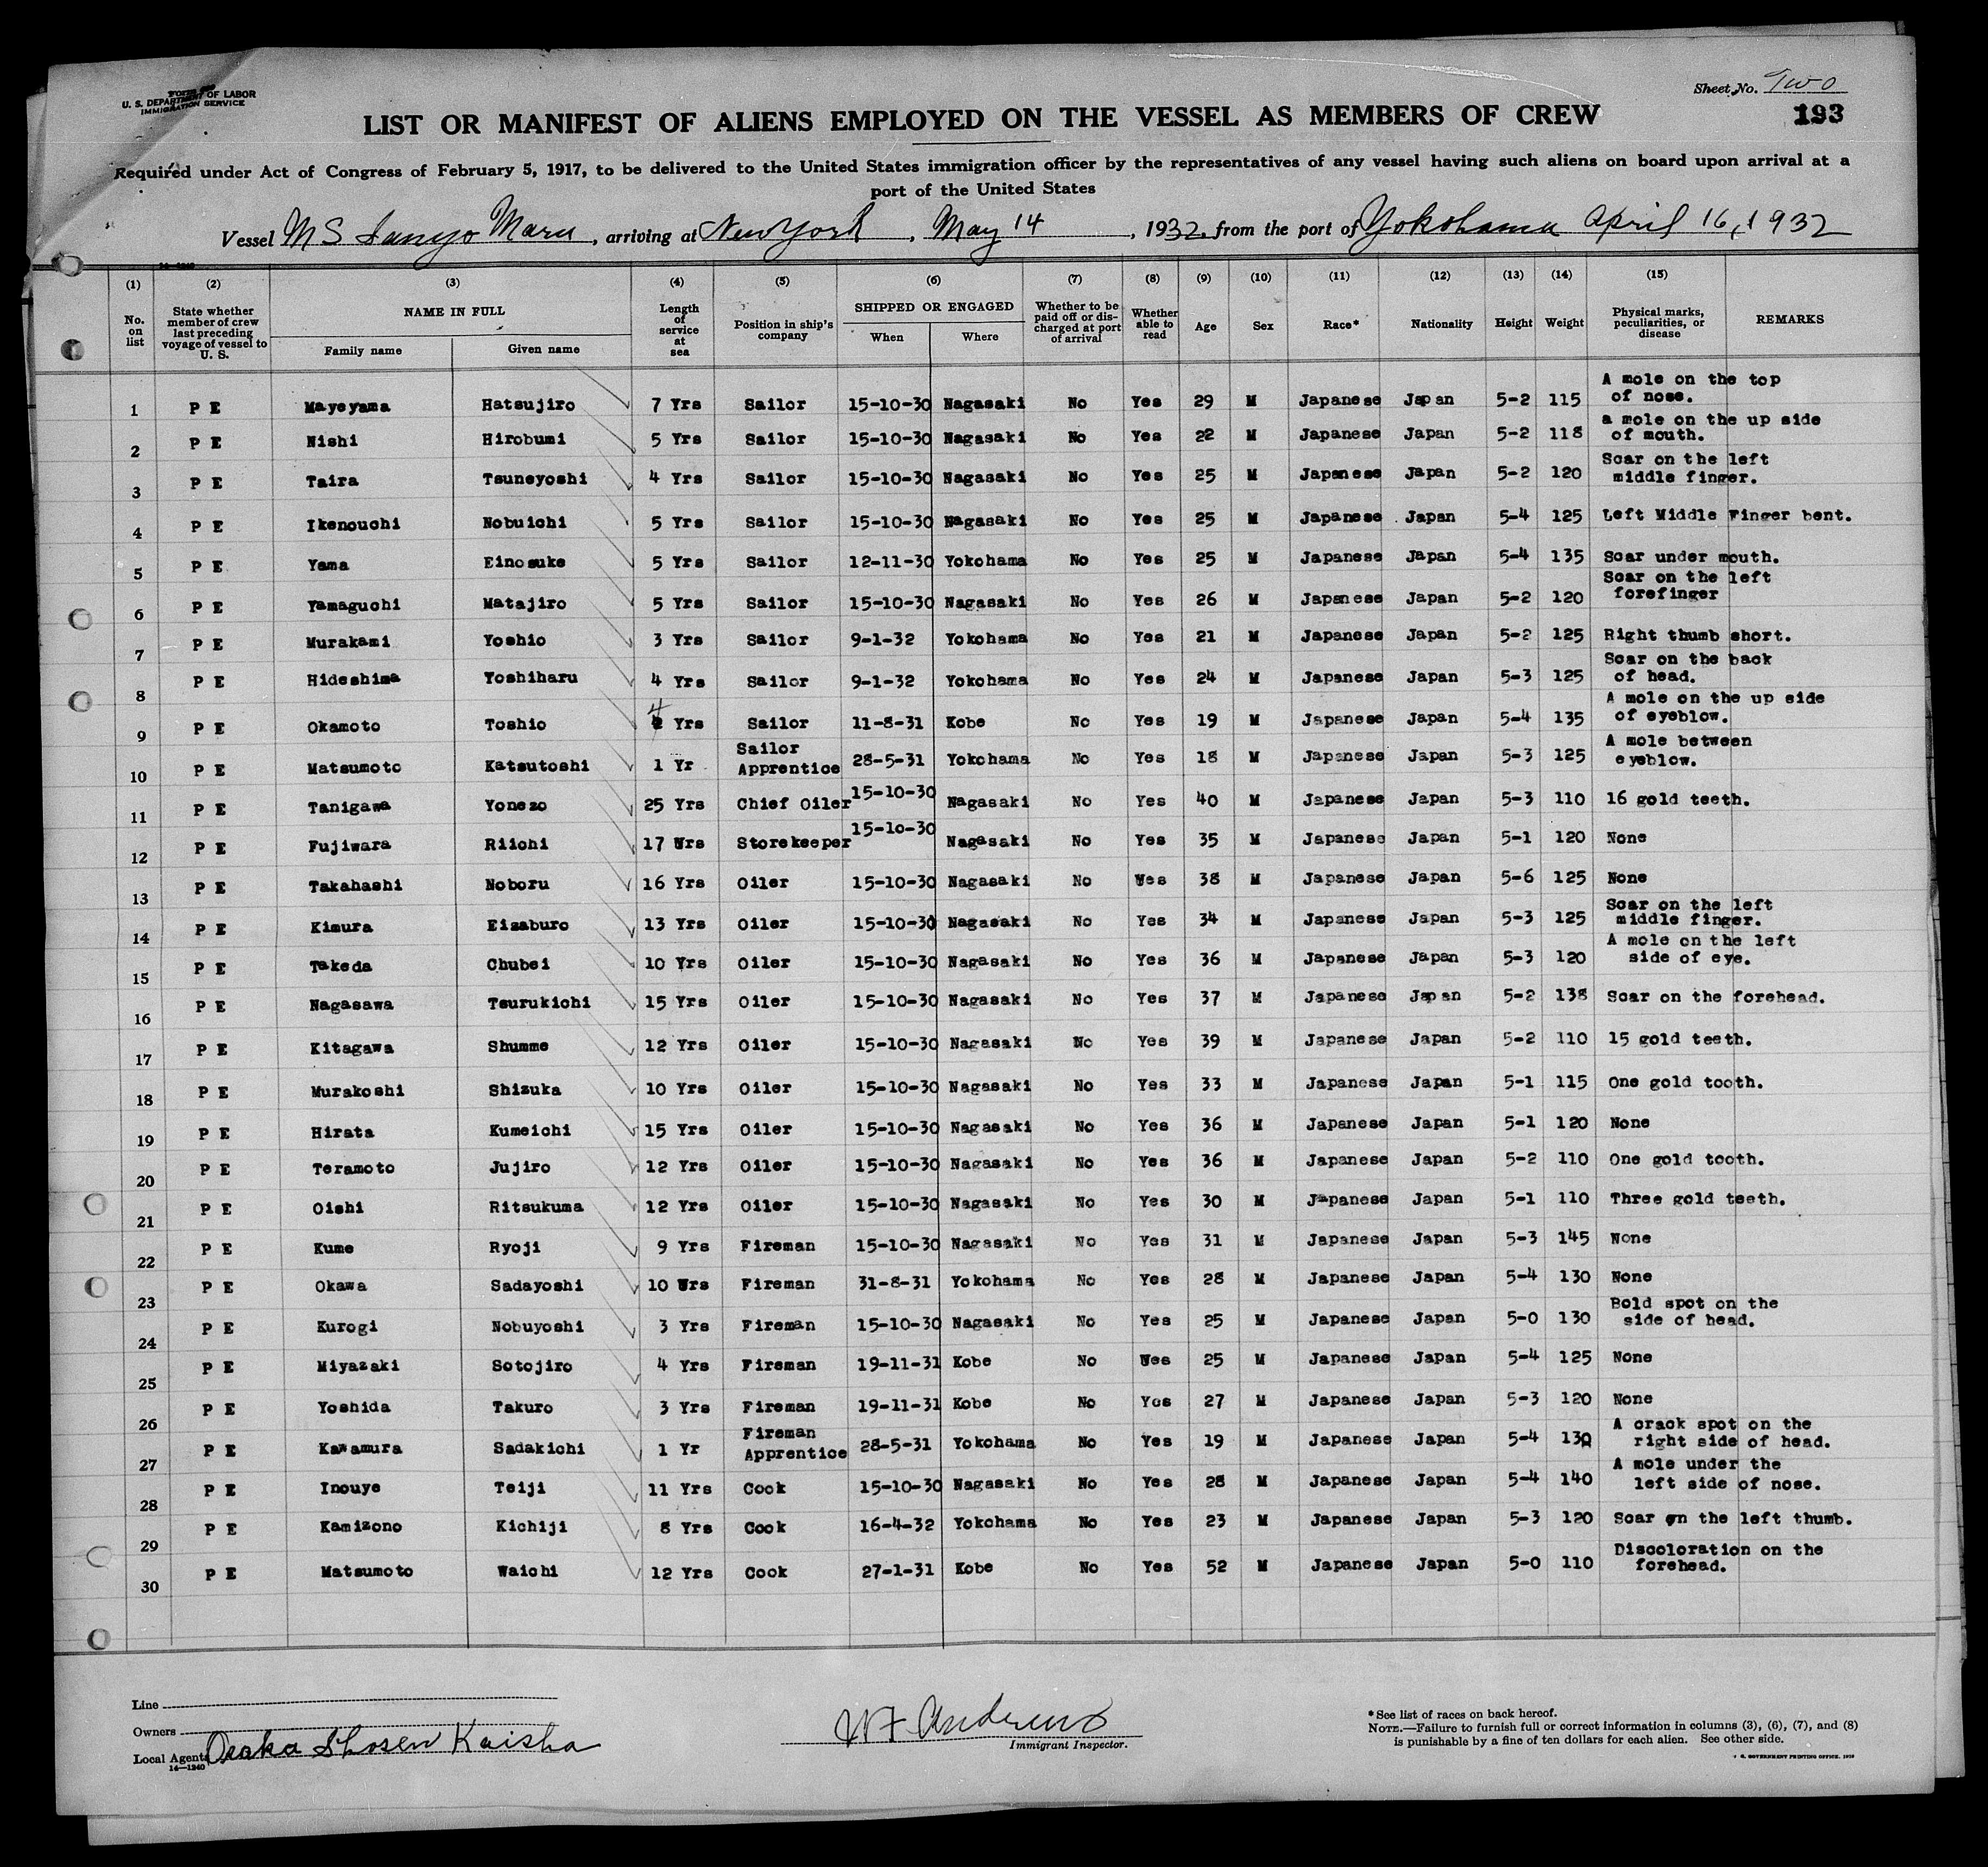 FORM 680
U. S. DEPARTMENT OF LABOR
IMMIGRATION SERVICE
Sheet No. Two
193
LIST OR MANIFEST OF ALIENS EMPLOYED ON THE VESSEL AS MEMBERS OF CREW
Required under Act of Congress of February 5, 1917, to be delivered to the United States immigration officer by the representatives of any vessel having such aliens on board upon arrival at a
port of the United States
Vessel MS Sanyo Maru, arriving at New York, May 14, 1932, from the port of Yokohama April 16, 1932
14—1240
(1) (2) (3) (4) (5) (6) (7) (8) (9) (10) (11) (12) (13) (14) (15)
No. on list
State whether member of crew last preceding voyage of vessel to U. S.
NAME IN FULL
Family name Given name
Length of service at sea
Position in ship's company
SHIPPED OR ENGAGED
When Where
Whether to be paid off or discharged at port of arrival
Whether able to read
Age Sex Race* Nationality Height Weight
Physical marks, peculiarities, or disease
REMARKS
1 P E Mayeyama Hatsujiro 7 Yrs Sailor 15-10-30 Nagasaki No Yes 29 M Japanese Japan 5-2 115 A mole on the top of nose.
2 P E Nishi Hirobumi 5 Yrs Sailor 15-10-30 Nagasaki No Yes 22 M Japanese Japan 5-2 118 a mole on the up side of mouth.
3 P E Taira Tsuneyoshi 4 Yrs Sailor 15-10-30 Nagasaki No Yes 25 M Japanese Japan 5-2 120 Scar on the left middle finger.
4 P E Ikenouchi Nobuichi 5 Yrs Sailor 15-10-30 Nagasaki No Yes 25 M Japanese Japan 5-4 125 Left Middle Finger bent.
5 P E Yama Einosuke 5 Yrs Sailor 12-11-30 Yokohama No Yes 25 M Japanese Japan 5-4 135 Scar under mouth.
6 P E Yamaguchi Matajiro 5 Yrs Sailor 15-10-30 Nagasaki No Yes 26 M Japanese Japan 5-2 120 Scar on the left forefinger
7 P E Murakami Yoshio 3 Yrs Sailor 9-1-32 Yokohama No Yes 21 M Japanese Japan 5-2 125 Right thumb short.
8 P E Hideshima Yoshiharu 4 Yrs Sailor 9-1-32 Yokohama No Yes 24 M Japanese Japan 5-3 125 Scar on the back of head.
9 P E Okamoto Toshio 4 Yrs Sailor 11-8-31 Kobe No Yes 19 M Japanese Japan 5-4 135 A mole on the up side of eyeblow.
10 P E Matsumoto Katsutoshi 1 Yr Sailor Apprentice 28-5-31 Yokohama No Yes 18 M Japanese Japan 5-3 125 A mole between eyeblow.
11 P E Tanigawa Yonezo 25 Yrs Chief Oiler 15-10-30 Nagasaki No Yes 40 M Japanese Japan 5-3 110 16 gold teeth.
12 P E Fujiwara Riichi 17 Yrs Storekeeper 15-10-30 Nagasaki No Yes 35 M Japanese Japan 5-1 120 None
13 P E Takahashi Noboru 16 Yrs Oiler 15-10-30 Nagasaki No Yes 38 M Japanese Japan 5-6 125 None
14 P E Kimura Eizaburo 13 Yrs Oiler 15-10-30 Nagasaki No Yes 34 M Japanese Japan 5-3 125 Scar on the left middle finger.
15 P E Takeda Chubei 10 Yrs Oiler 15-10-30 Nagasaki No Yes 36 M Japanese Japan 5-3 120 A mole on the left side of eye.
16 P E Nagasawa Tsurukichi 15 Yrs Oiler 15-10-30 Nagasaki No Yes 37 M Japanese Japan 5-2 138 Scar on the forehead.
17 P E Kitagawa Shumme 12 Yrs Oiler 15-10-30 Nagasaki No Yes 39 M Japanese Japan 5-2 110 15 gold teeth.
18 P E Murakoshi Shizuka 10 Yrs Oiler 15-10-30 Nagasaki No Yes 33 M Japanese Japan 5-1 115 One gold tooth.
19 P E Hirata Kumeichi 15 Yrs Oiler 15-10-30 Nagasaki No Yes 36 M Japanese Japan 5-1 120 None
20 P E Teramoto Jujiro 12 Yrs Oiler 15-10-30 Nagasaki No Yes 36 M Japanese Japan 5-2 110 One gold tooth.
21 P E Oishi Ritsukuma 12 Yrs Oiler 15-10-30 Nagasaki No Yes 30 M Japanese Japan 5-1 110 Three gold teeth.
22 P E Kume Ryoji 9 Yrs Fireman 15-10-30 Nagasaki No Yes 31 M Japanese Japan 5-3 145 None
23 P E Okawa Sadayoshi 10 Yrs Fireman 31-8-31 Yokohama No Yes 28 M Japanese Japan 5-4 130 None
24 P E Kurogi Nobuyoshi 3 Yrs Fireman 15-10-30 Nagasaki No Yes 25 M Japanese Japan 5-0 130 Bold spot on the side of head.
25 P E Miyazaki Sotojiro 4 Yrs Fireman 19-11-31 Kobe No Yes 25 M Japanese Japan 5-4 125 None
26 P E Yoshida Takuro 3 Yrs Fireman 19-11-31 Kobe No Yes 27 M Japanese Japan 5-3 120 None
27 P E Kawamura Sadakichi 1 Yr Fireman Apprentice 28-5-31 Yokohama No Yes 19 M Japanese Japan 5-4 130 A crack spot on the right side of head.
28 P E Inouye Teiji 11 Yrs Cook 15-10-30 Nagasaki No Yes 28 M Japanese Japan 5-4 140 A mole under the left side of nose.
29 P E Kamizono Kichiji 8 Yrs Cook 16-4-32 Yokohama No Yes 23 M Japanese Japan 5-3 120 Scar on the left thumb.
30 P E Matsumoto Waichi 12 Yrs Cook 27-1-31 Kobe No Yes 52 M Japanese Japan 5-0 110 Discoloration on the forehead.
Line
Owners
Local Agents Osaka Shosen Kaisha
14—1240
Andrews
Immigrant Inspector.
*See list of races on back hereof.
NOTE.—Failure to furnish full or correct information in columns (3), (6), (7), and (8)
is punishable by a fine of ten dollars for each alien. See other side.
U. S. GOVERNMENT PRINTING OFFICE.